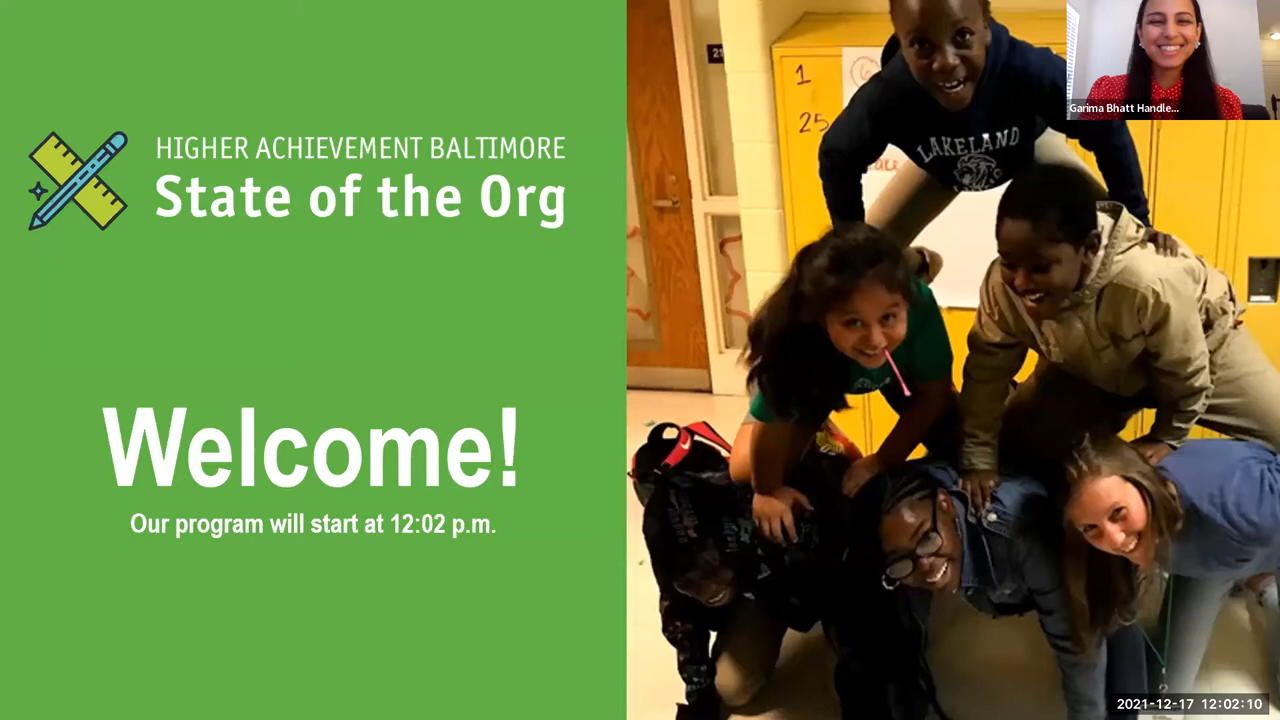 HIGHER ACHIEVEMENT BALTIMORE
State of the Org
Welcome!
Our program will start at 12:02 p.m.
1
25
LAKELAND
Garima Bhatt Handle...
2021-12-17 12:02:10